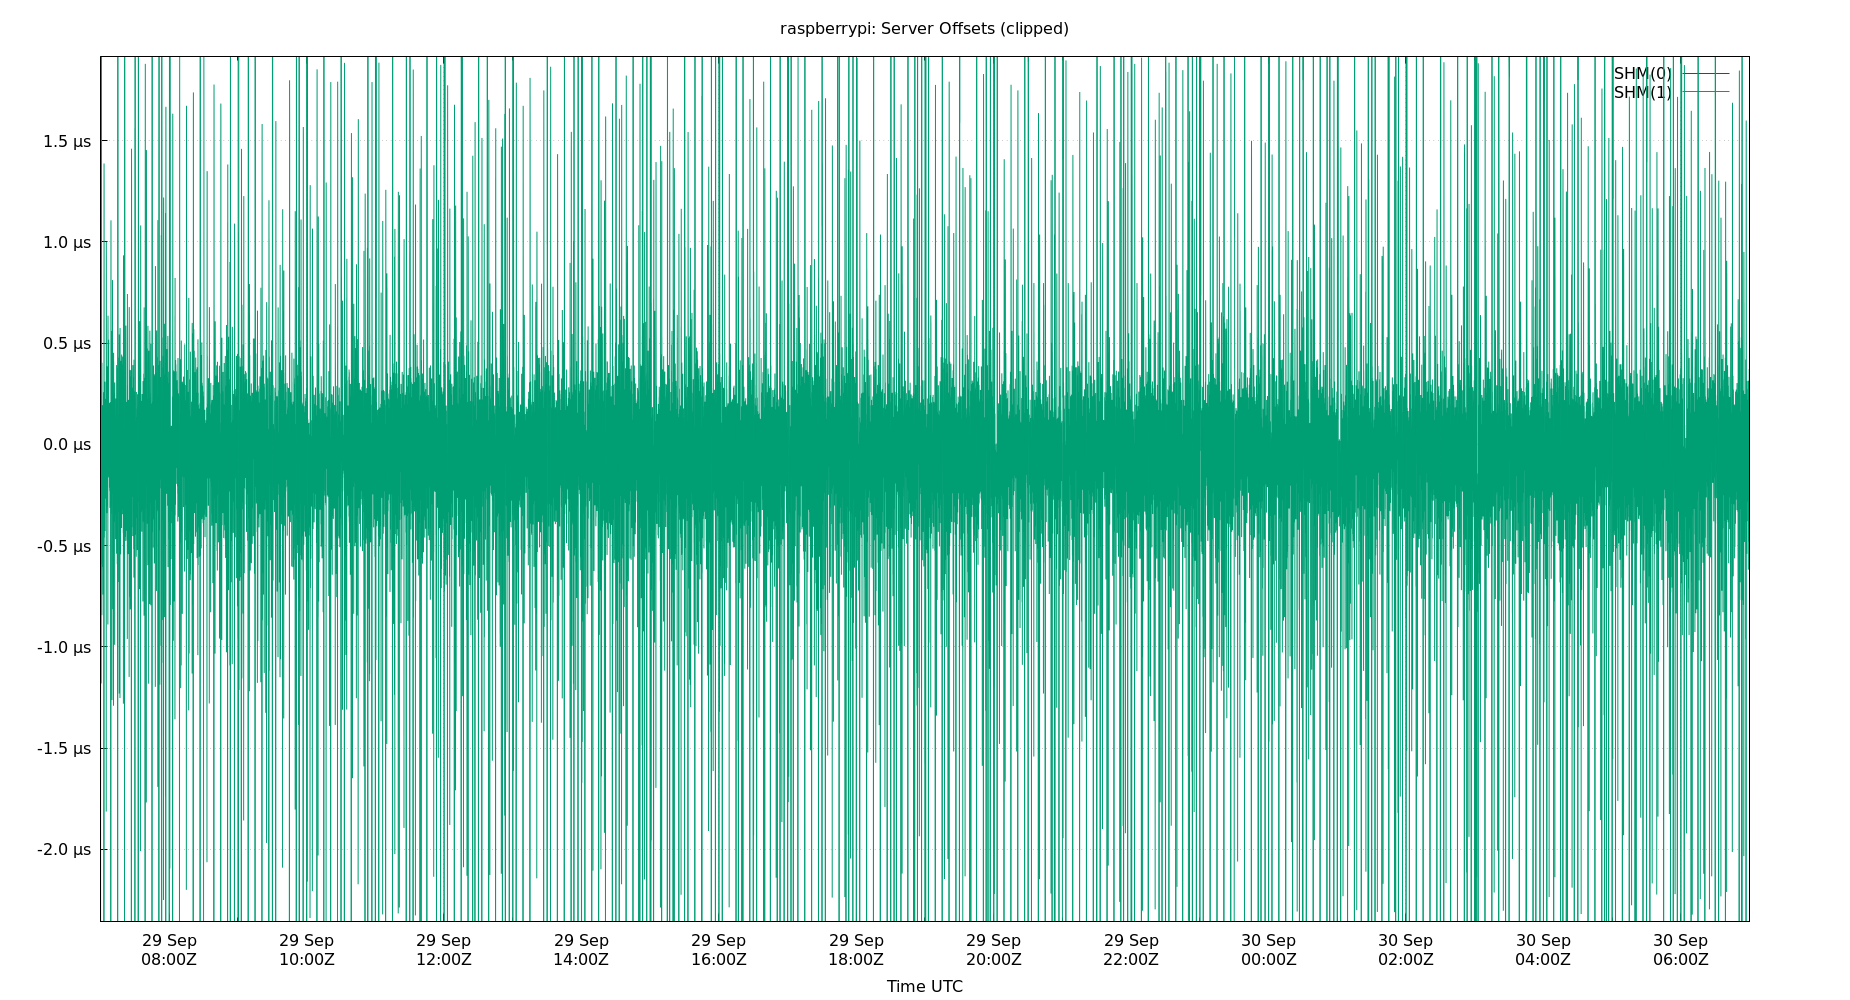 raspberrypi: Server Offsets (clipped)
SHM(0)
SHM(1)
1.5 µs
1.0 µs
0.5 µs
0.0 µs
-0.5 µs
-1.0 µs
-1.5 µs
-2.0 µs
29 Sep 29 Sep 29 Sep 29 Sep 29 Sep 29 Sep 29 Sep 29 Sep 30 Sep 30 Sep 30 Sep 30 Sep
08:00Z 10:00Z 12:00Z 14:00Z 16:00Z 18:00Z 20:00Z 22:00Z 00:00Z 02:00Z 04:00Z 06:00Z
Time UTC